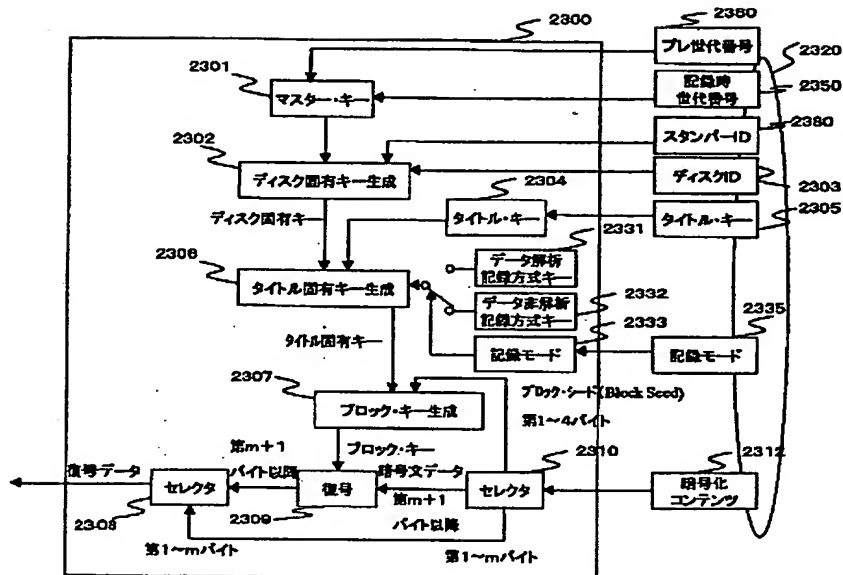 2300
2380
プレ世代番号
2320
2301
記録時
世代番号
2350
マスター・キー
2380
スタンパーID
2302
ディスクID
2303
ディスク固有キー生成
2304
ディスク固有キー
タイトル・キー
タイトル・キー
2305
2331
データ解析
記録方式キー
2306
タイトル固有キー生成
データ非解析
記録方式キー
2332
2333
2335
タイトル固有キー
記録モード
記録モード
2307
ブロック・シード(Block Seed)
ブロック・キー生成
第1~4バイト
ブロック・キー
2310
2312
復号データ
第m+1
バイト以降
暗号文データ
セレクタ
復号
セレクタ
暗号化
コンテンツ
第m+1
バイト以降
2308
2309
第1~mバイト
第1~mバイト